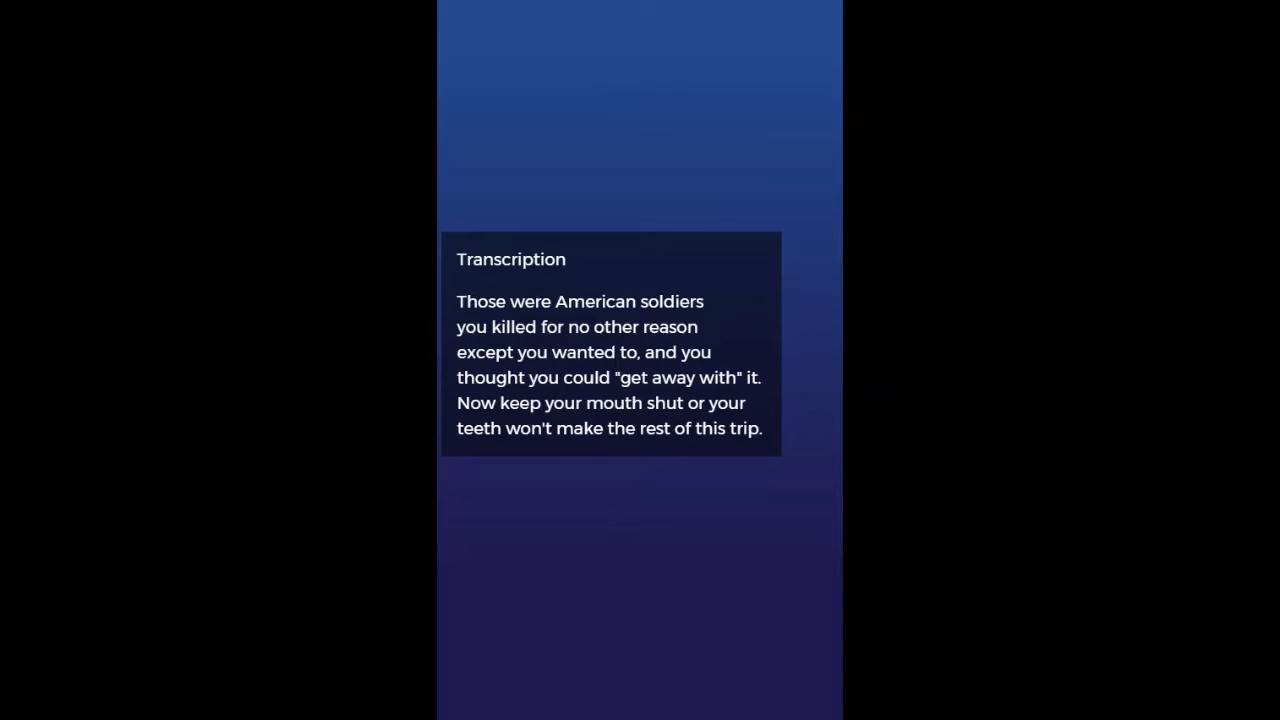 Transcription
Those were American soldiers
you killed for no other reason
except you wanted to, and you
thought you could "get away with" it.
Now keep your mouth shut or your
teeth won't make the rest of this trip.